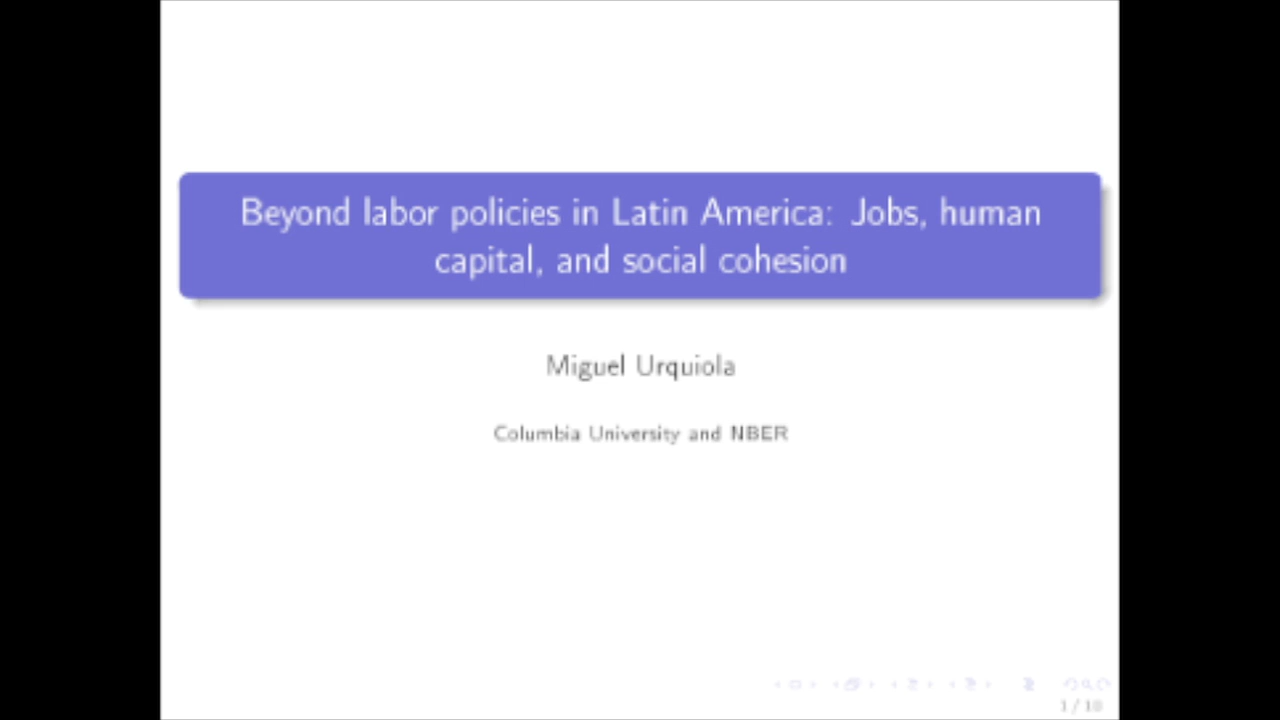 Beyond labor policies in Latin America: Jobs, human
capital, and social cohesion
Miguel Urquiola
Columbia University and NBER